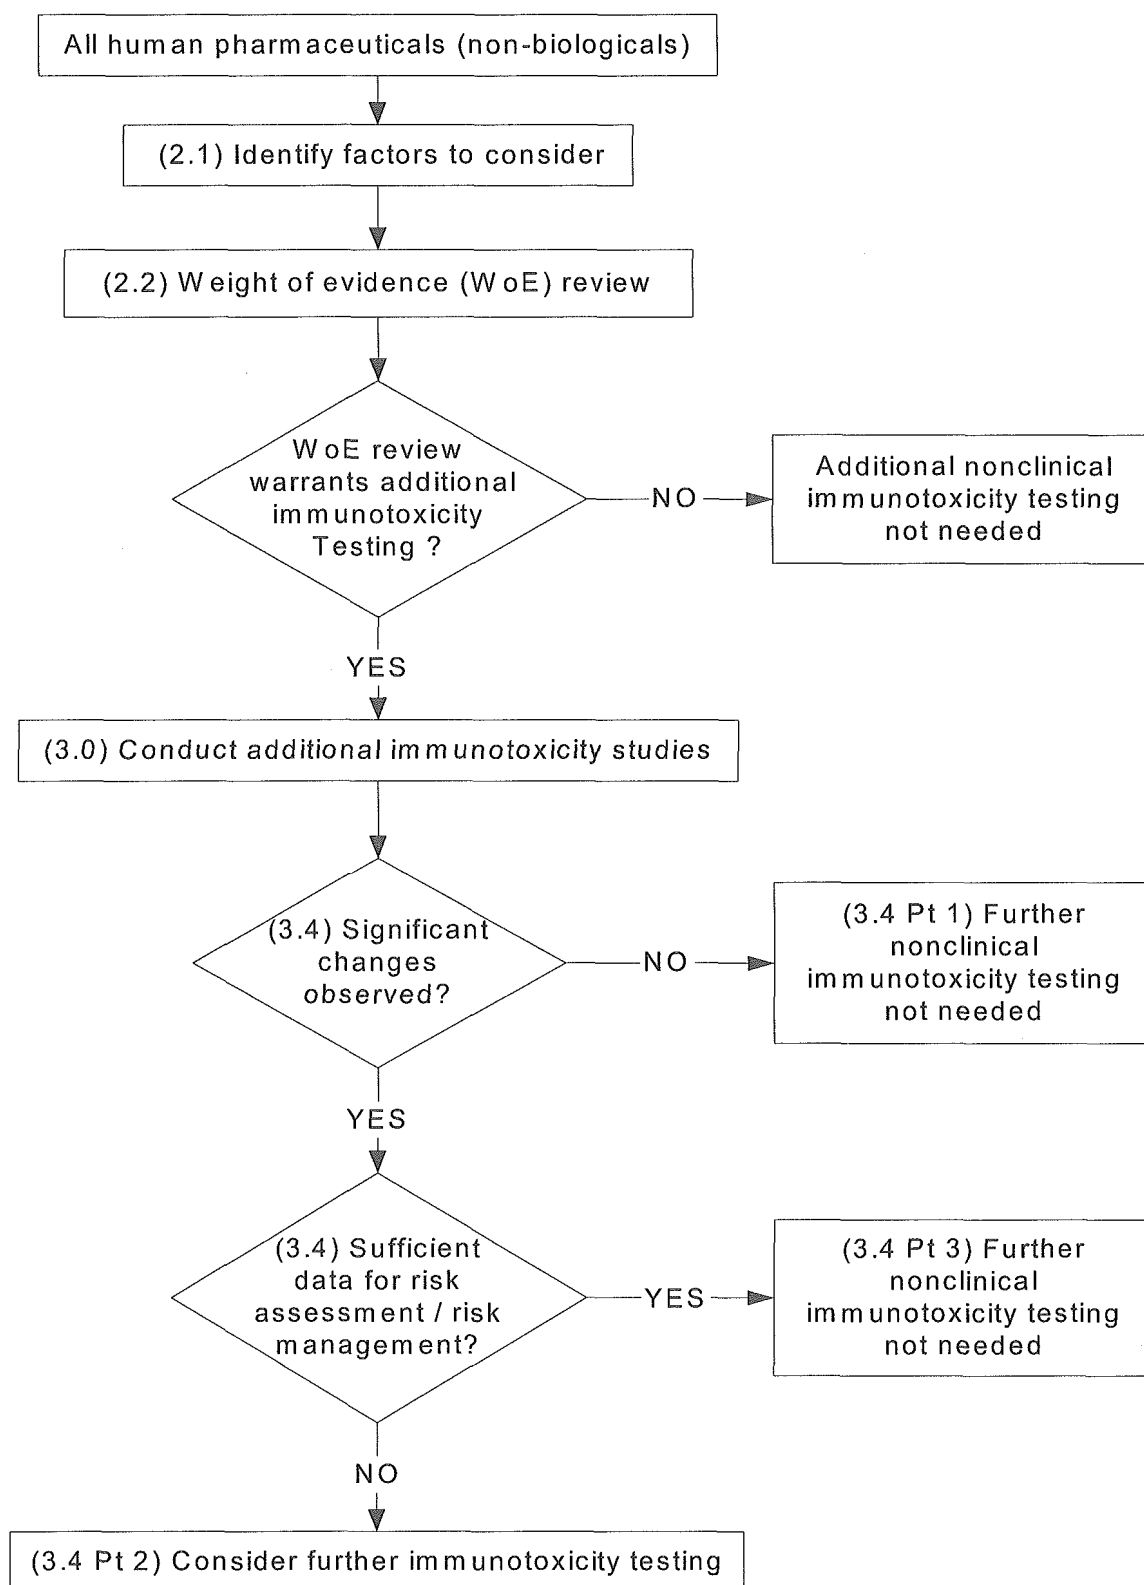 All human pharmaceuticals (non-biologicals)
(2.1) Identify factors to consider
(2.2) Weight of evidence (WoE) review
WoE review
warrants additional
immunotoxicity
Testing ?
NO
Additional nonclinical
immunotoxicity testing
not needed
YES
(3.0) Conduct additional immunotoxicity studies
(3.4) Significant
changes
observed?
NO
(3.4 Pt 1) Further
nonclinical
immunotoxicity testing
not needed
YES
(3.4) Sufficient
data for risk
assessment / risk
management?
YES
(3.4 Pt 3) Further
nonclinical
immunotoxicity testing
not needed
NO
(3.4 Pt 2) Consider further immunotoxicity testing